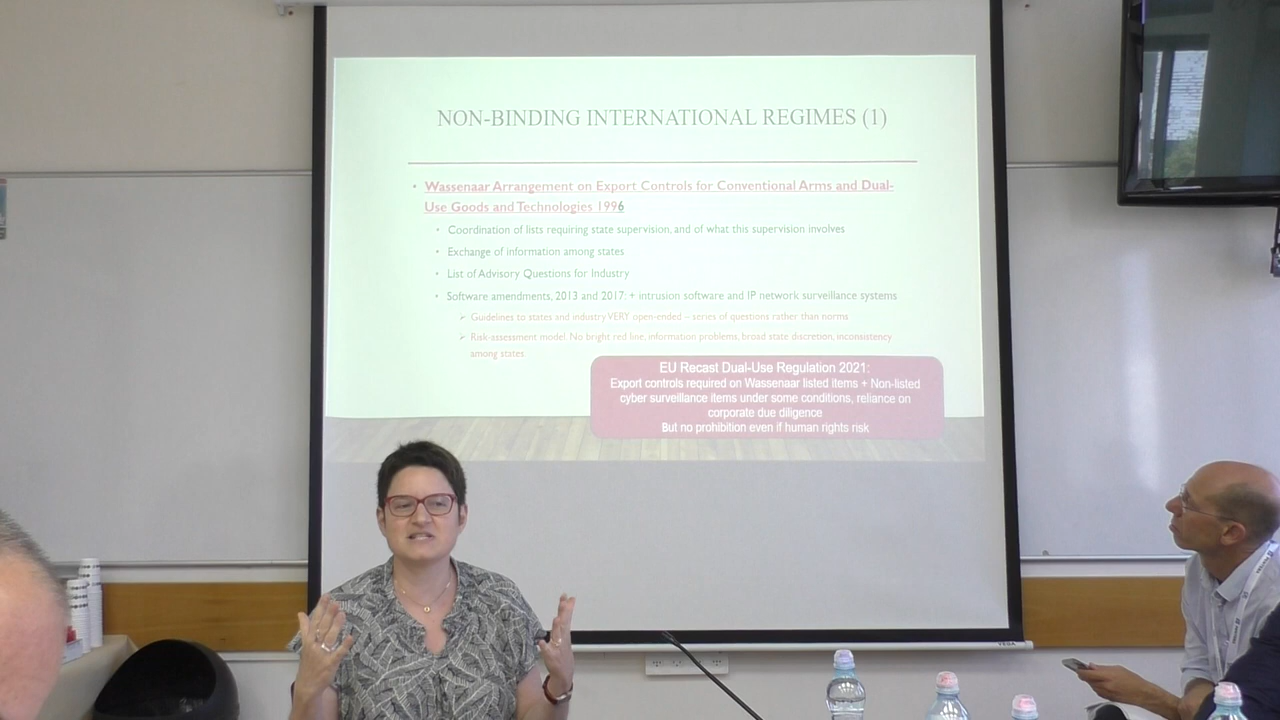 NON-BINDING INTERNATIONAL REGIMES (1)
• Wassenaar Arrangement on Export Controls for Conventional Arms and Dual-
Use Goods and Technologies 1996
• Coordination of lists requiring state supervision, and of what this supervision involves
• Exchange of information among states
• List of Advisory Questions for Industry
• Software amendments, 2013 and 2017: + intrusion software and IP network surveillance systems
➢ Guidelines to states and industry VERY open-ended – series of questions rather than norms
➢ Risk-assessment model. No bright red line, information problems, broad state discretion, inconsistency
among states
EU Recast Dual-Use Regulation 2021:
Export controls required on Wassenaar listed items + Non-listed
cyber surveillance items under some conditions, reliance on
corporate due diligence
But no prohibition even if human rights risk
VEGA